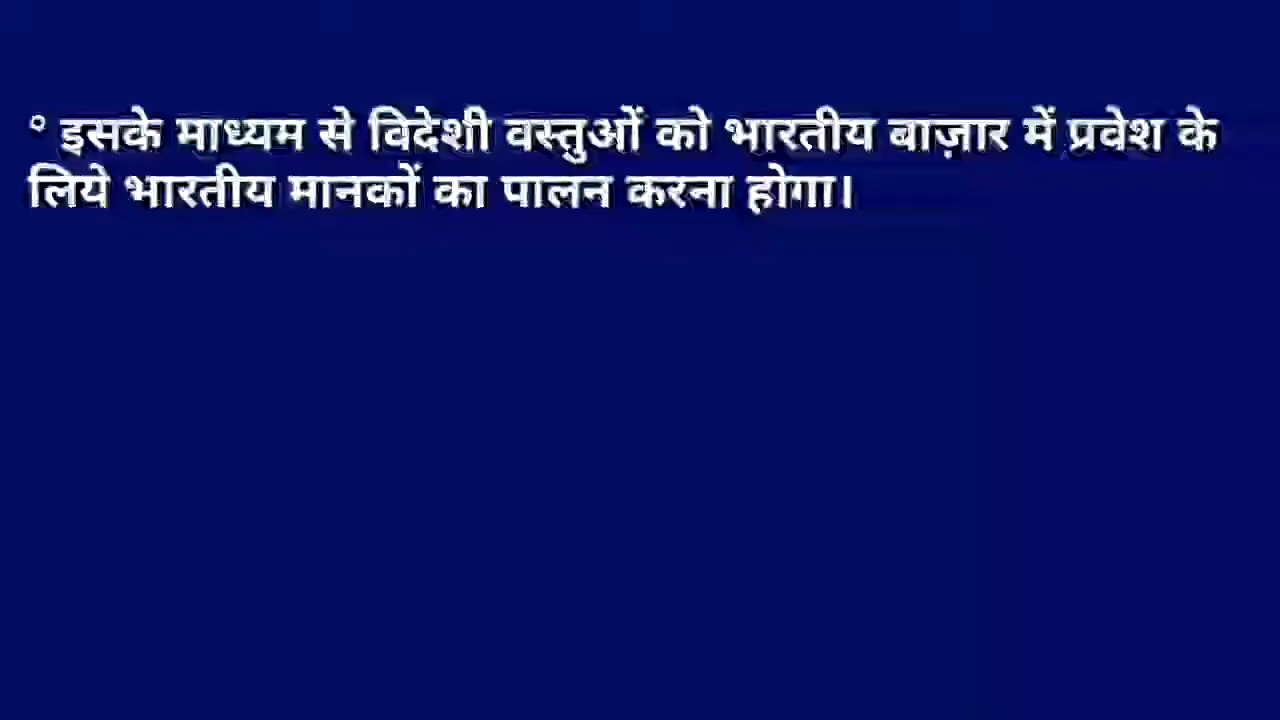 ° इसके माध्यम से विदेशी वस्तुओं को भारतीय बाज़ार में प्रवेश के
लिये भारतीय मानकों का पालन करना होगा।